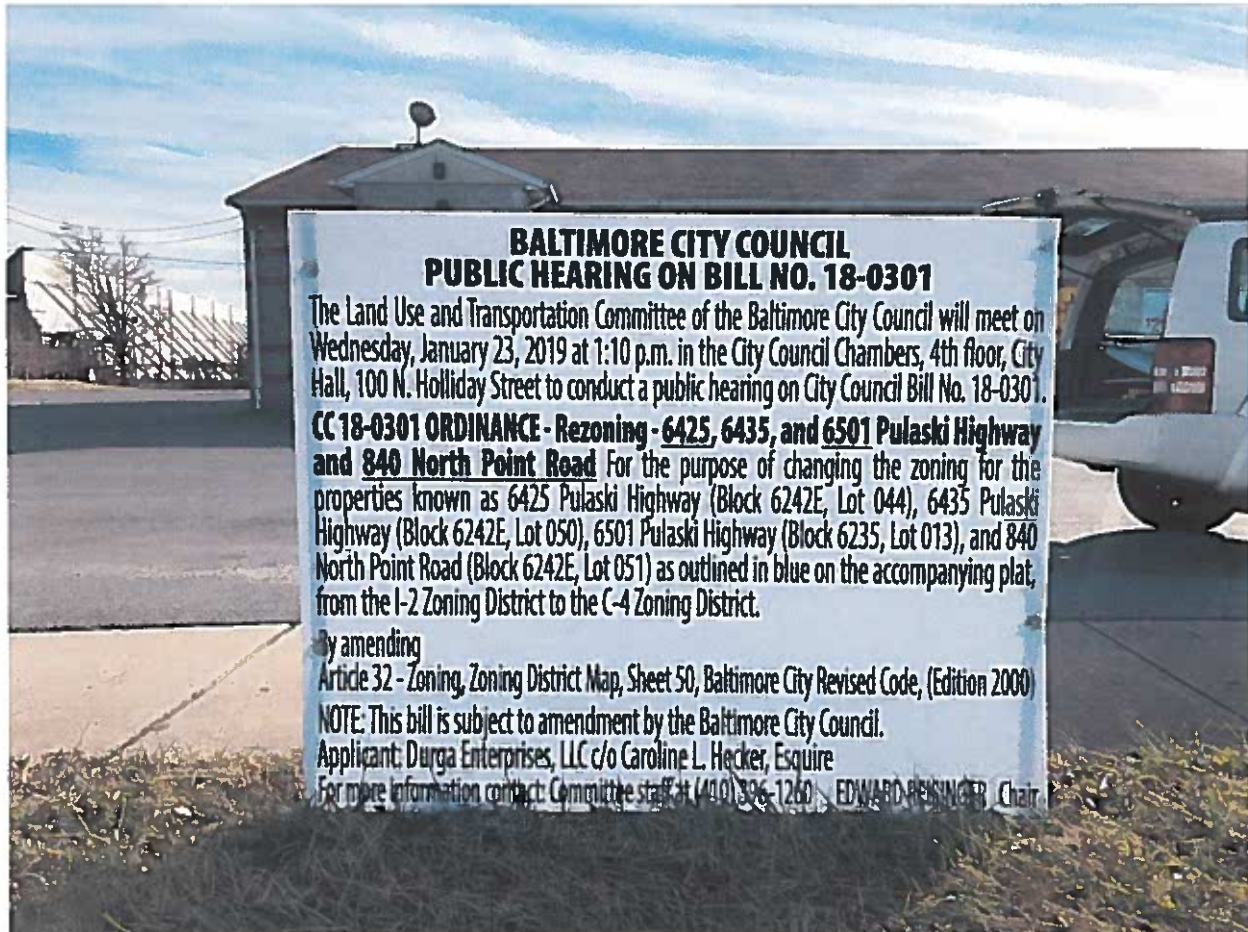 BALTIMORE CITY COUNCIL
PUBLIC HEARING ON BILL NO. 18-0301
The Land Use and Transportation Committee of the Baltimore City Council will meet on
Wednesday, January 23, 2019 at 1:10 p.m. in the City Council Chambers, 4th floor, City
Hall, 100 N. Holliday Street to conduct a public hearing on City Council Bill No. 18-0301.
CC 18-0301 ORDINANCE - Rezoning - 6425, 6435, and 6501 Pulaski Highway
and 840 North Point Road For the purpose of changing the zoning for the
properties known as 6425 Pulaski Highway (Block 6242E, Lot 044), 6435 Pulaski
Highway (Block 6242E, Lot 050), 6501 Pulaski Highway (Block 6235, Lot 013), and 840
North Point Road (Block 6242E, Lot 051) as outlined in blue on the accompanying plat,
from the I-2 Zoning District to the C-4 Zoning District.
By amending
Article 32 - Zoning, Zoning District Map, Sheet 50, Baltimore City Revised Code, (Edition 2000)
NOTE: This bill is subject to amendment by the Baltimore City Council.
Applicant: Durga Enterprises, LLC c/o Caroline L. Hecker, Esquire
For more information contact: Committee staff at (410) 396-1260 EDWARD REISINGER, Chair